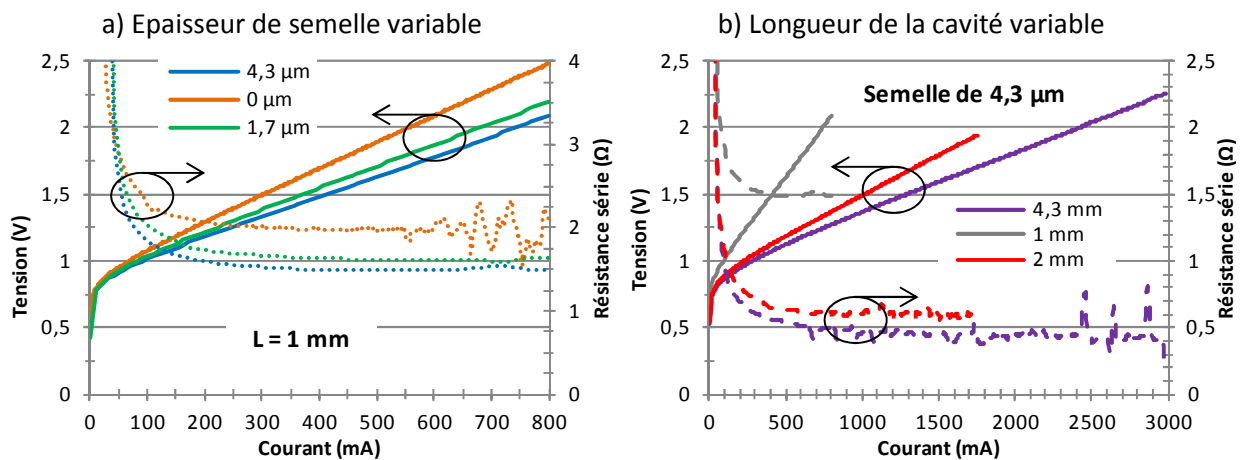 a) Epaisseur de semelle variable
2,5
2
1,5
1
0,5
0
Tension (V)
4
3
2
1
0
Résistance série (Ω)
0 100 200 300 400 500 600 700 800
Courant (mA)
4,3 µm
0 µm
1,7 µm
L = 1 mm
b) Longueur de la cavité variable
2,5
2
1,5
1
0,5
0
Tension (V)
2,5
2
1,5
1
0,5
0
Résistance série (Ω)
0 500 1000 1500 2000 2500 3000
Courant (mA)
Semelle de 4,3 µm
4,3 mm
1 mm
2 mm